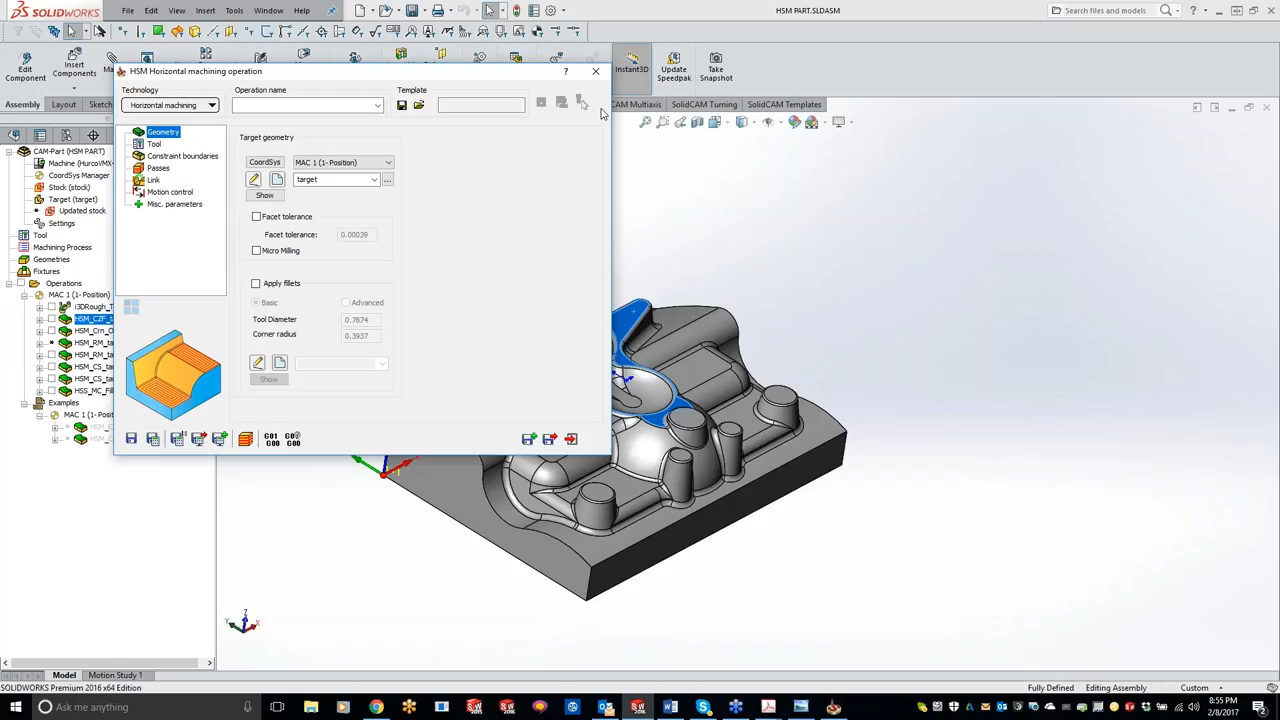 SOLIDWORKS
File Edit View Insert Tools Window Help
HSM PART.SLDASM
Search files and models
Edit
Component
Insert
Components
Instant3D
Update
Speedpak
Take
Snapshot
Assembly Layout Sketch
CAM Multiaxis SolidCAM Turning SolidCAM Templates
HSM Horizontal machining operation
Technology
Horizontal machining
Operation name
Template
Geometry
Tool
Constraint boundaries
Passes
Link
Motion control
Misc. parameters
Target geometry
CoordSys
MAC 1 (1- Position)
target
...
Show
Facet tolerance
Facet tolerance: 0.00039
Micro Milling
Apply fillets
Basic
Advanced
Tool Diameter 0.7874
Corner radius 0.3937
Show
G01
G00
G00
CAM-Part (HSM PART)
Machine (HurcoVMX-
CoordSys Manager
Stock (stock)
Target (target)
Updated stock
Settings
Tool
Machining Process
Geometries
Fixtures
Operations
MAC 1 (1- Position)
HSM_CZF_t
HSM_Crn_O
HSM_RM_ta
HSM_RM_ta
HSM_CS_ta
HSM_CS_ta
HSS_MC_Fil
Examples
MAC 1 (1- Posit
Z
Y
X
Model Motion Study 1
SOLIDWORKS Premium 2016 x64 Edition
Fully Defined
Editing Assembly
Custom
Ask me anything
8:55 PM
2/8/2017